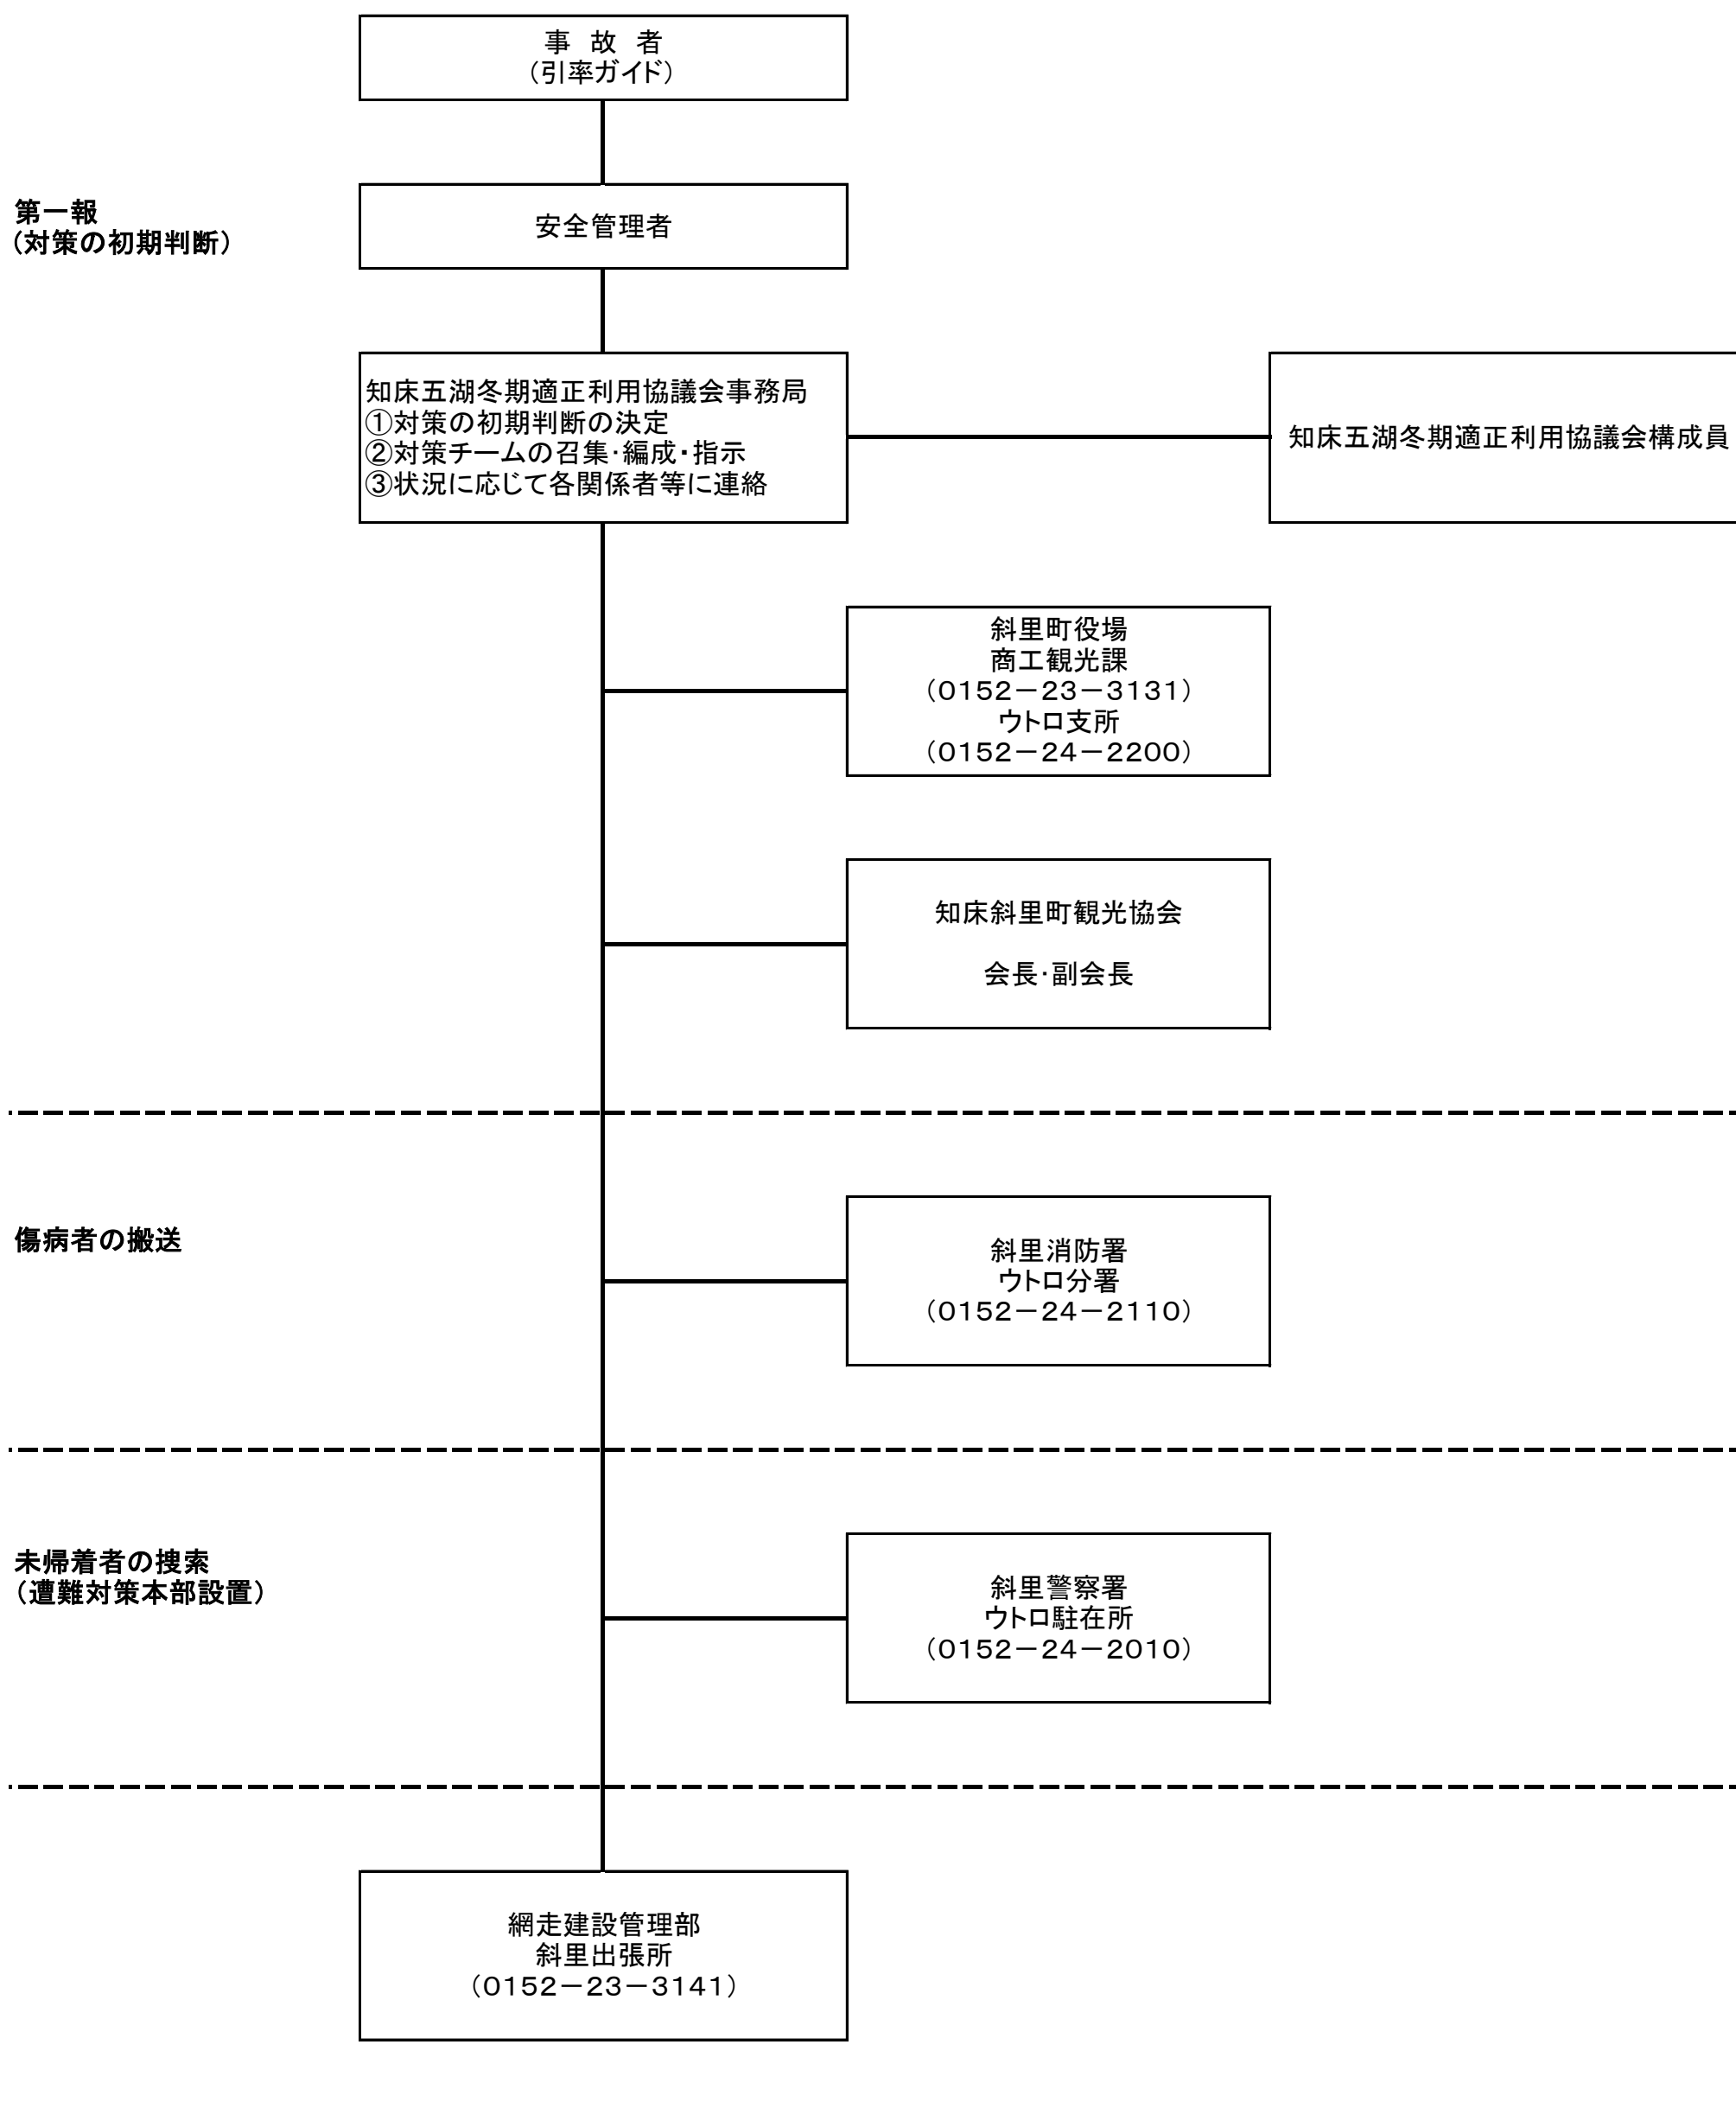 事　故　者
（引率ガイド）
第一報
（対策の初期判断）
安全管理者
知床五湖冬期適正利用協議会事務局
①対策の初期判断の決定
②対策チームの召集･編成・指示
③状況に応じて各関係者等に連絡
知床五湖冬期適正利用協議会構成員
斜里町役場
商工観光課
（０１５２－２３－３１３１）
ウトロ支所
（０１５２－２４－２２００）
知床斜里町観光協会
会長･副会長
傷病者の搬送
斜里消防署
ウトロ分署
（０１５２－２４－２１１０）
未帰着者の捜索
（遭難対策本部設置）
斜里警察署
ウトロ駐在所
（０１５２－２４－２０１０）
網走建設管理部
斜里出張所
（０１５２－２３－３１４１）